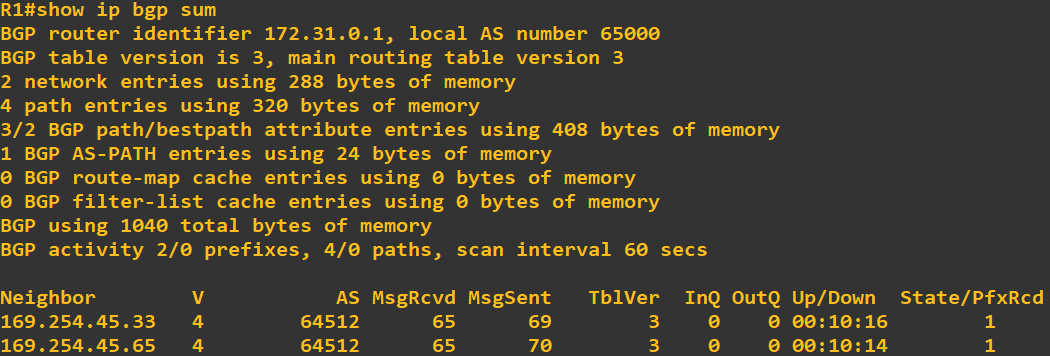 R1#show ip bgp sum
BGP router identifier 172.31.0.1, local AS number 65000
BGP table version is 3, main routing table version 3
2 network entries using 288 bytes of memory
4 path entries using 320 bytes of memory
3/2 BGP path/bestpath attribute entries using 408 bytes of memory
1 BGP AS-PATH entries using 24 bytes of memory
0 BGP route-map cache entries using 0 bytes of memory
0 BGP filter-list cache entries using 0 bytes of memory
BGP using 1040 total bytes of memory
BGP activity 2/0 prefixes, 4/0 paths, scan interval 60 secs
Neighbor        V           AS MsgRcvd MsgSent   TblVer  InQ OutQ Up/Down  State/PfxRcd
169.254.45.33   4        64512      65      69        3    0    0 00:10:16        1
169.254.45.65   4        64512      65      70        3    0    0 00:10:14        1